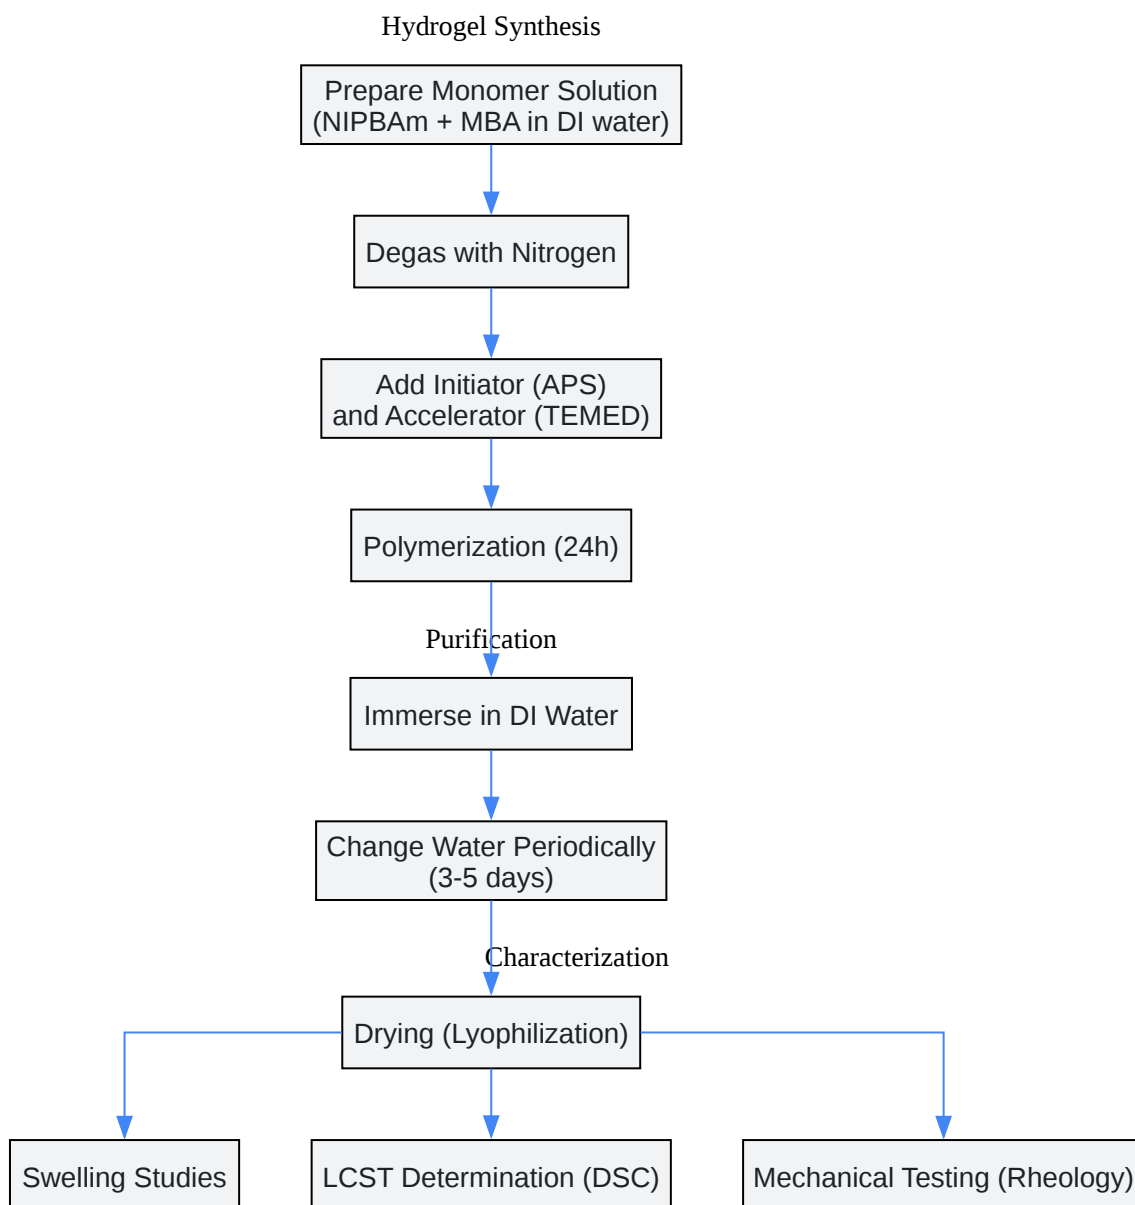 Hydrogel Synthesis
Prepare Monomer Solution
(NIPBAm + MBA in DI water)
Degas with Nitrogen
Add Initiator (APS)
and Accelerator (TEMED)
Polymerization (24h)
Purification
Immerse in DI Water
Change Water Periodically
(3-5 days)
Characterization
Drying (Lyophilization)
Swelling Studies
LCST Determination (DSC)
Mechanical Testing (Rheology)